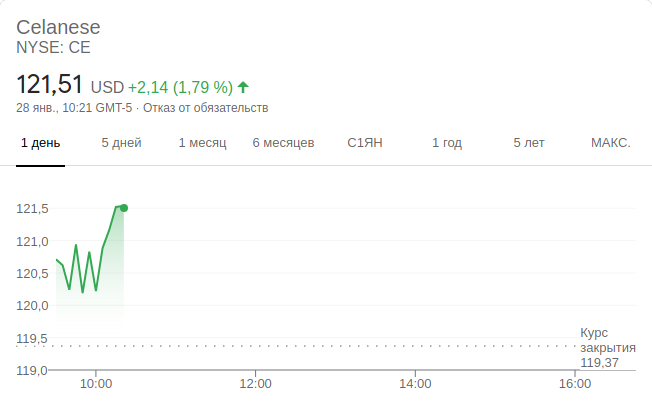 Celanese
NYSE: CE
121,51 USD +2,14 (1,79 %)
28 янв., 10:21 GMT-5 · Отказ от обязательств
1 день 5 дней 1 месяц 6 месяцев С1ЯН 1 год 5 лет МАКС.
121,5
121,0
120,5
120,0
119,5
119,0
Курс
закрытия
119,37
10:00 12:00 14:00 16:00